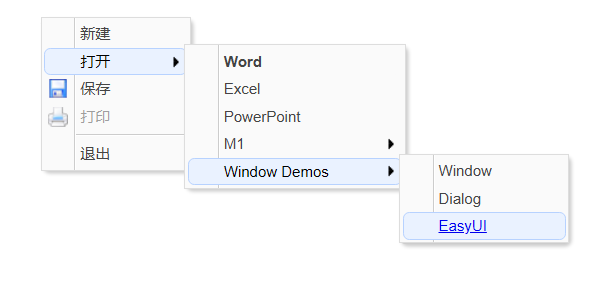 新建
打开
保存
打印
退出
Word
Excel
PowerPoint
M1
Window Demos
Window
Dialog
EasyUI